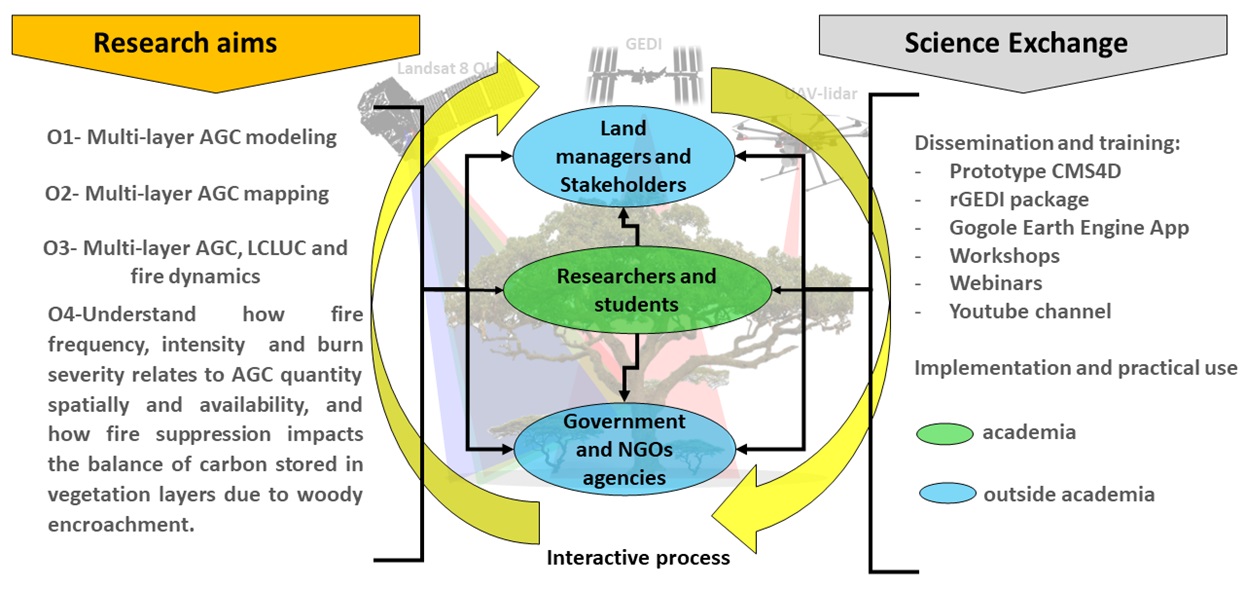 Research aims
O1- Multi-layer AGC modeling
O2- Multi-layer AGC mapping
O3- Multi-layer AGC, LCLUC and
fire dynamics
O4-Understand how fire
frequency, intensity and burn
severity relates to AGC quantity
spatially and availability, and
how fire suppression impacts
the balance of carbon stored in
vegetation layers due to woody
encroachment.
Landsat 8 OLI
GEDI
UAV-lidar
Land
managers and
Stakeholders
Researchers and
students
Government
and NGOs
agencies
Interactive process
Science Exchange
Dissemination and training:
- Prototype CMS4D
- rGEDI package
- Gogole Earth Engine App
- Workshops
- Webinars
- Youtube channel
Implementation and practical use
academia
outside academia